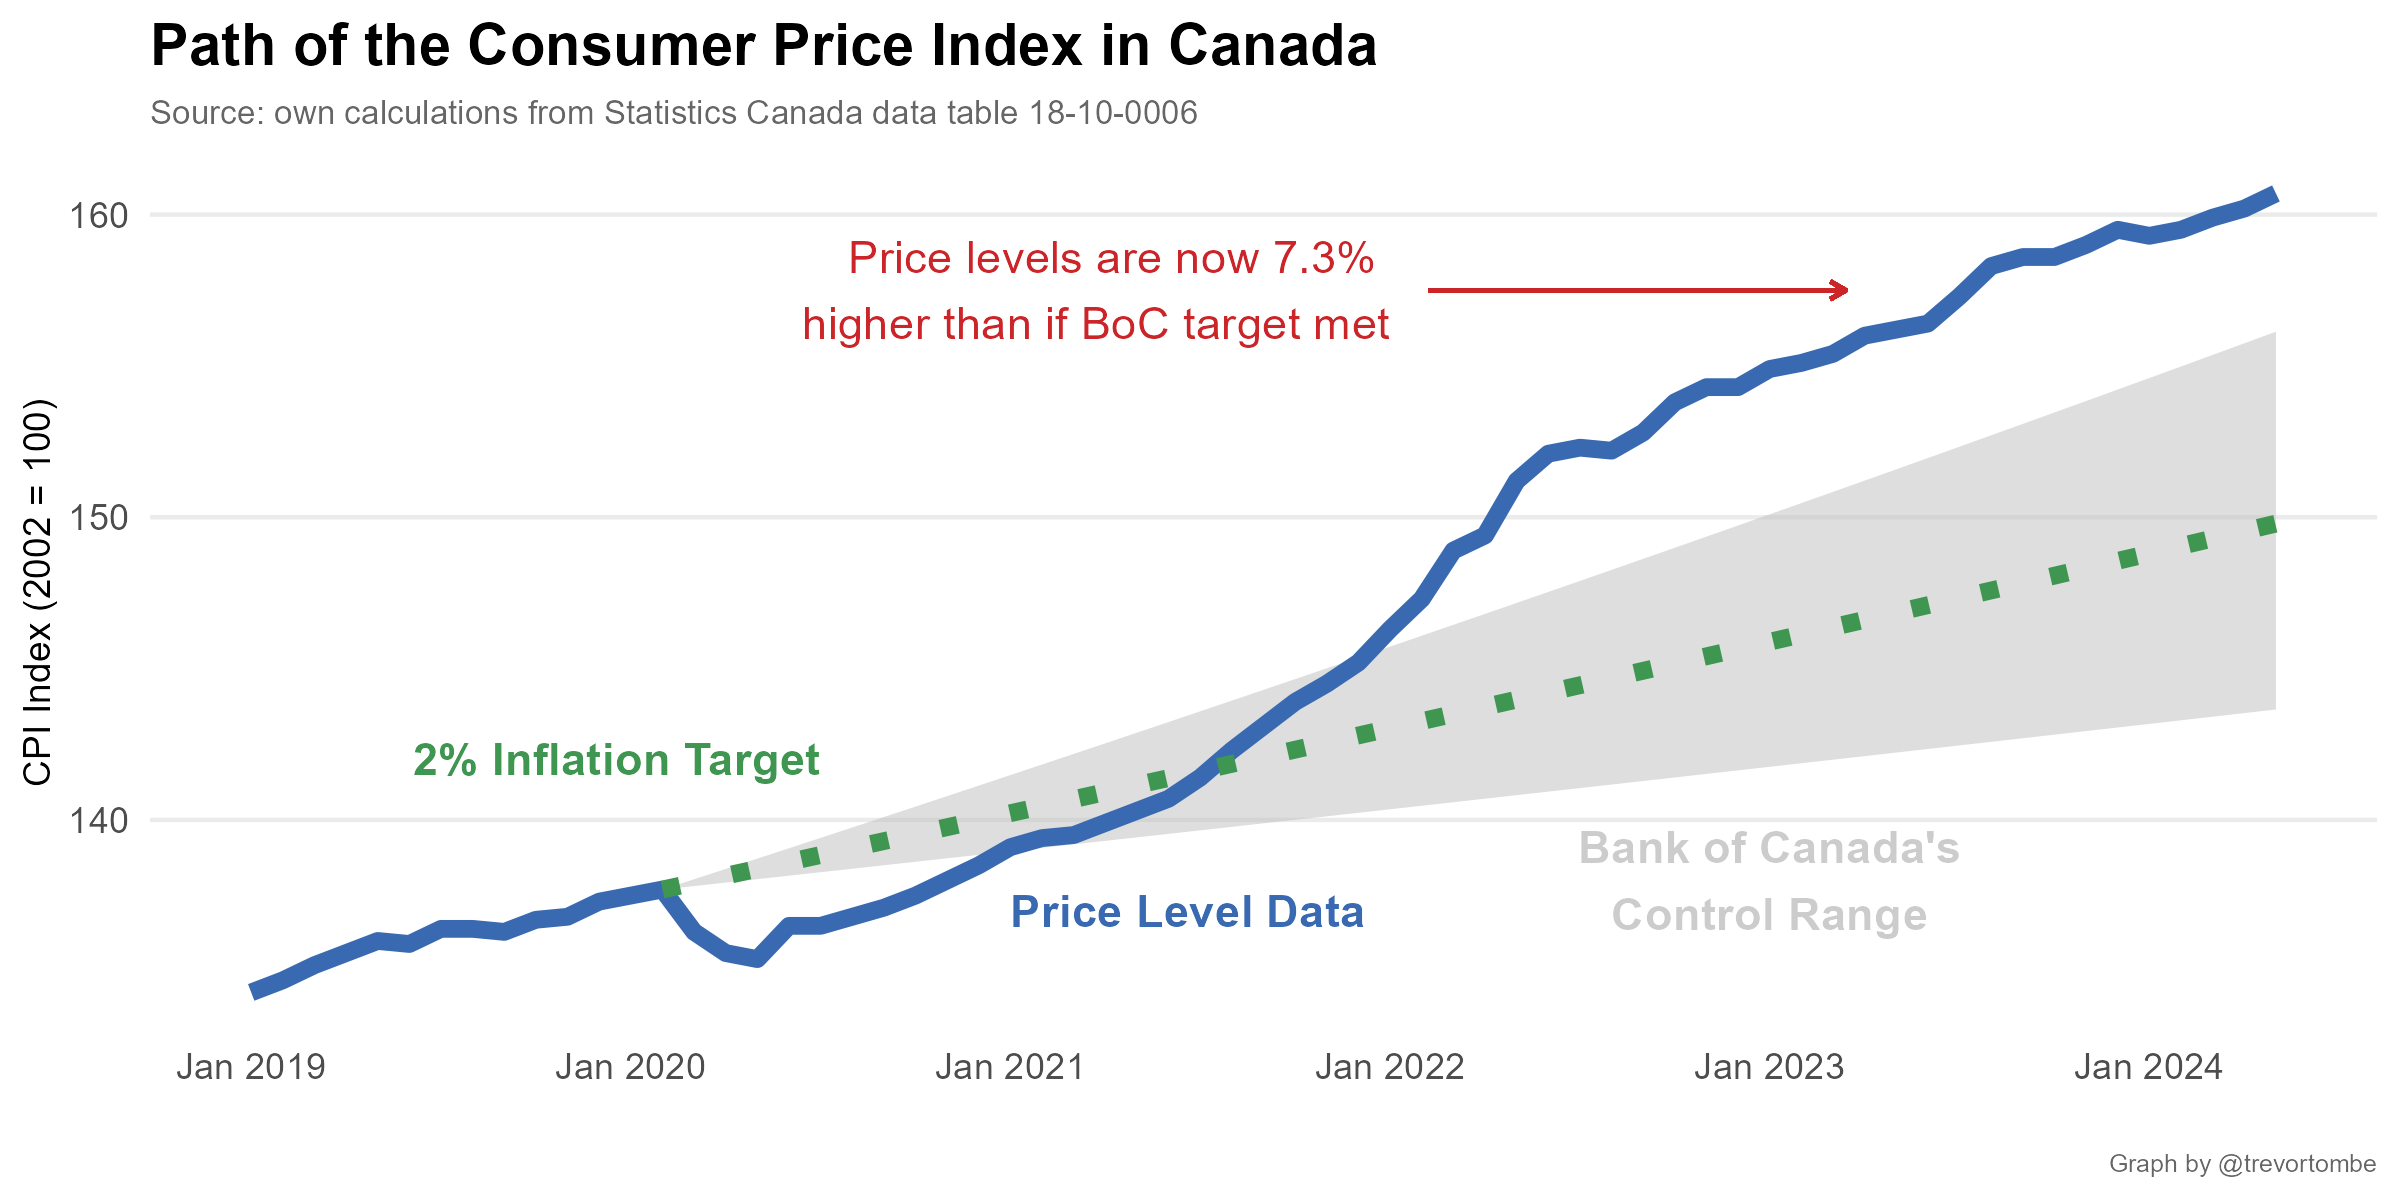 Path of the Consumer Price Index in Canada
Source: own calculations from Statistics Canada data table 18-10-0006
160
150
140
CPI Index (2002 = 100)
Price levels are now 7.3%
higher than if BoC target met
2% Inflation Target
Price Level Data
Bank of Canada's
Control Range
Jan 2019
Jan 2020
Jan 2021
Jan 2022
Jan 2023
Jan 2024
Graph by @trevortombe